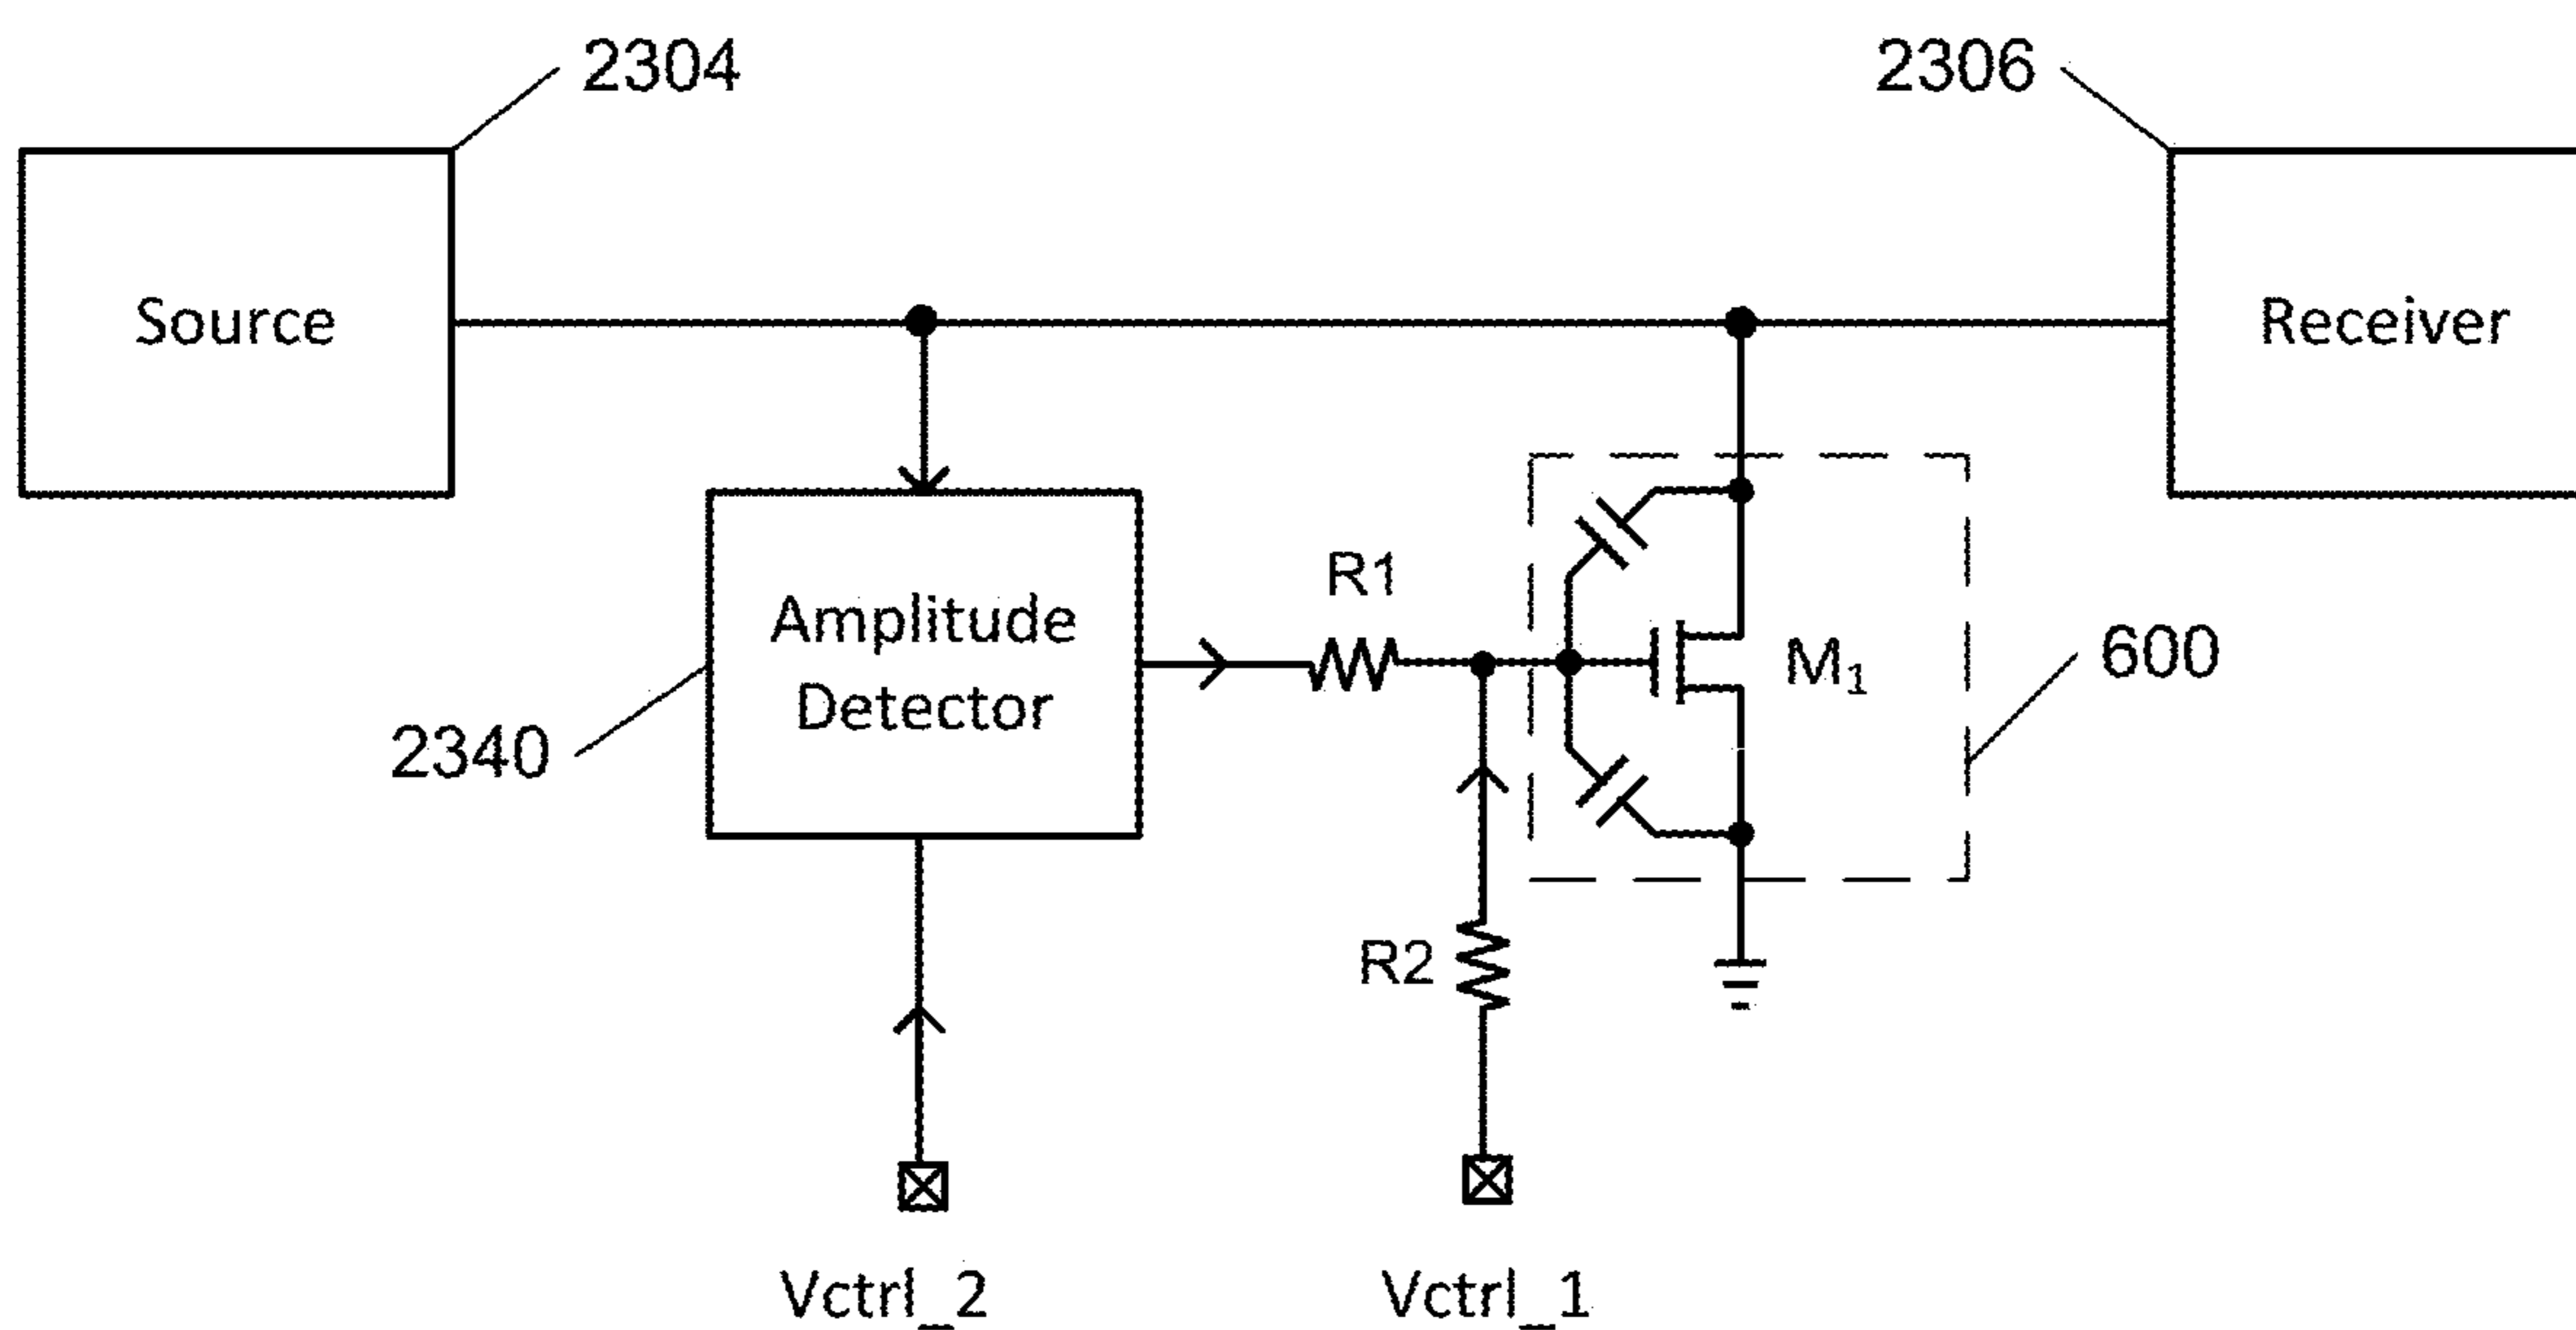 2304
2306
Source
Receiver
R1
Amplitude
Detector
M₁
600
2340
R2
Vctrl_2
Vctrl_1